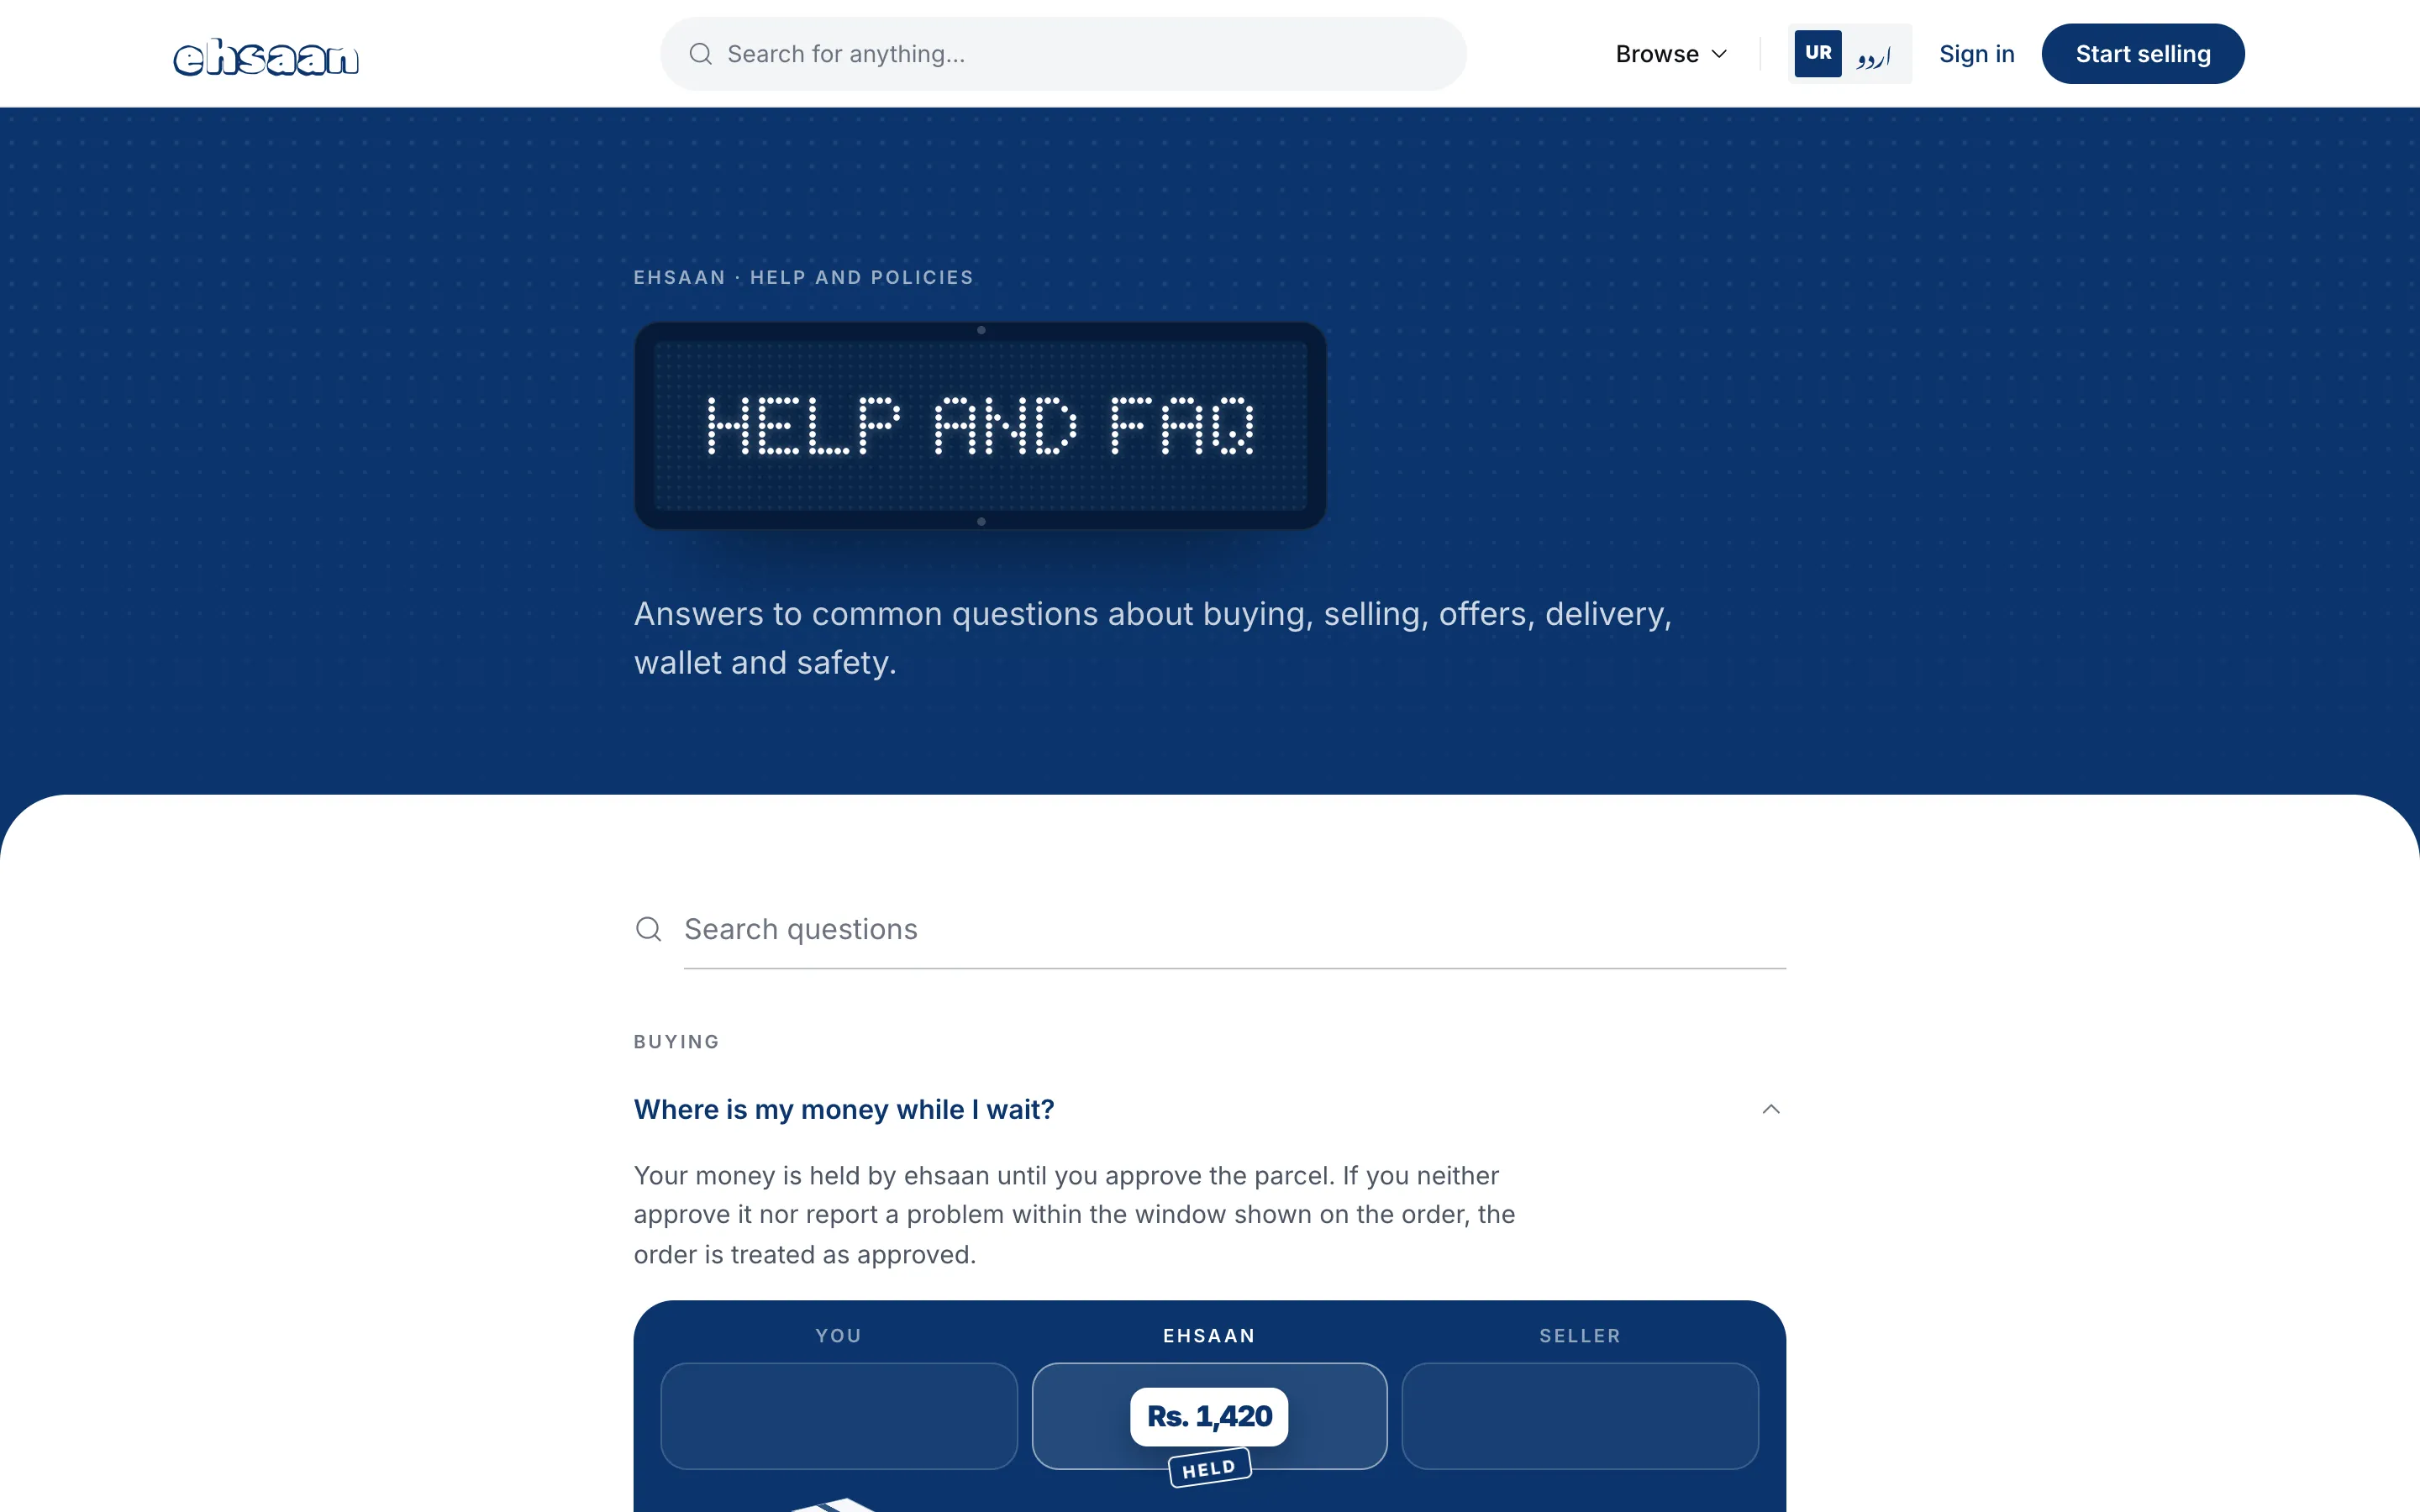 ehsaan
Search for anything...
Browse
UR
اردو
Sign in
Start selling
EHSAAN · HELP AND POLICIES
HELP AND FAQ
Answers to common questions about buying, selling, offers, delivery,
wallet and safety.
Search questions
BUYING
Where is my money while I wait?
Your money is held by ehsaan until you approve the parcel. If you neither
approve it nor report a problem within the window shown on the order, the
order is treated as approved.
YOU
EHSAAN
SELLER
Rs. 1,420
HELD